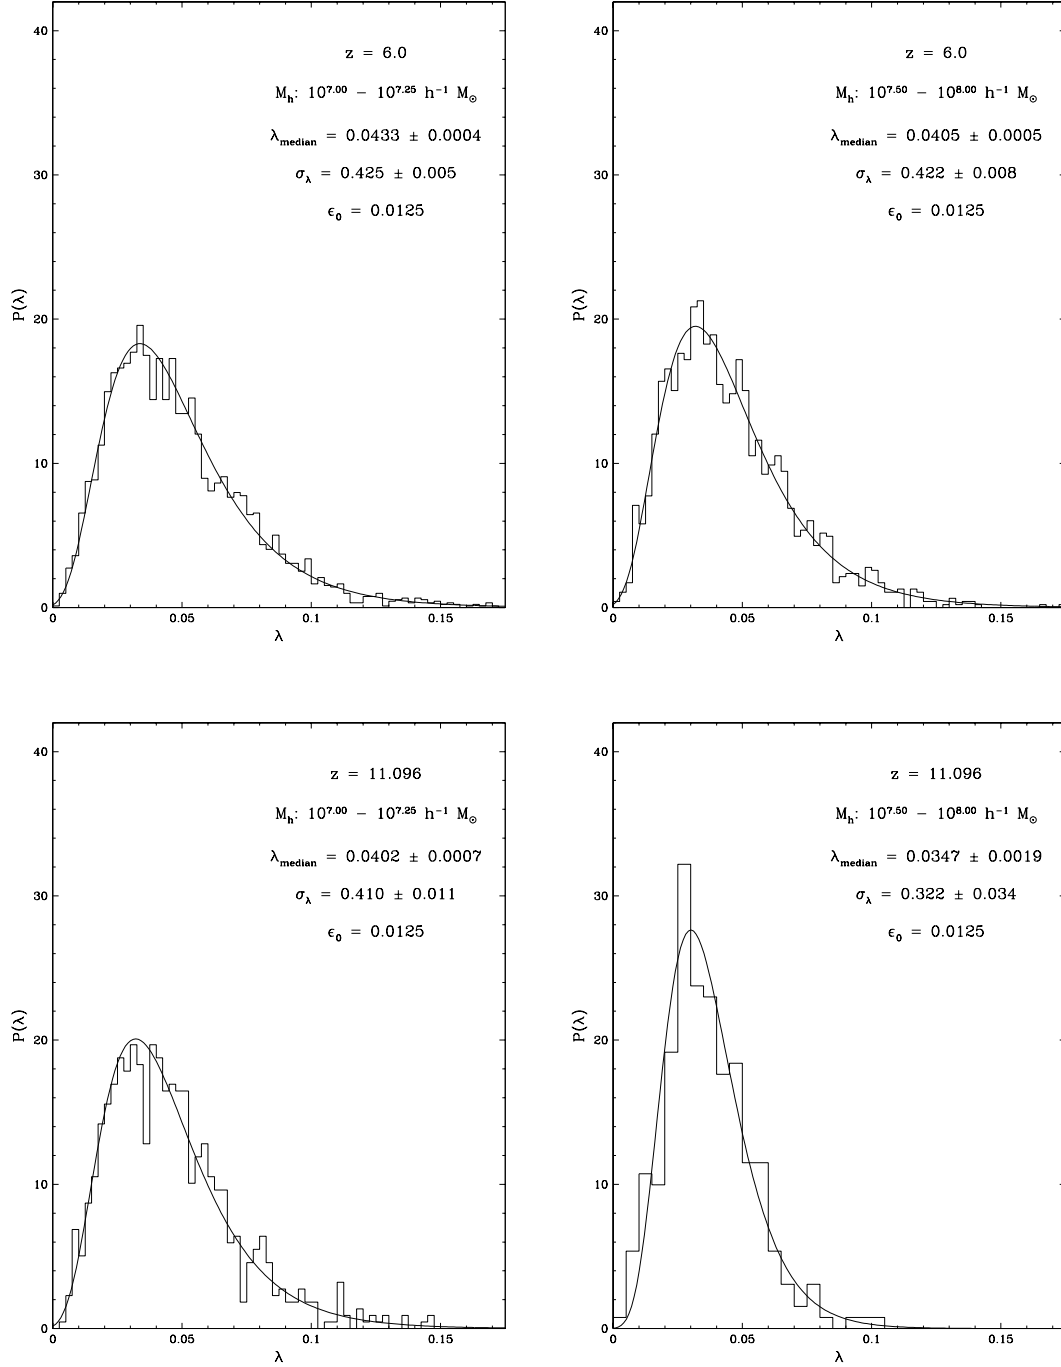 z = 6.0
M_h: 10^7.00 − 10^7.25 h^−1 M_⊙
λ_median = 0.0433 ± 0.0004
σ_λ = 0.425 ± 0.005
ϵ_0 = 0.0125
40
30
20
10
0
P(λ)
0 0.05 0.1 0.15
λ
z = 6.0
M_h: 10^7.50 − 10^8.00 h^−1 M_⊙
λ_median = 0.0405 ± 0.0005
σ_λ = 0.422 ± 0.008
ϵ_0 = 0.0125
40
30
20
10
0
P(λ)
0 0.05 0.1 0.15
λ
z = 11.096
M_h: 10^7.00 − 10^7.25 h^−1 M_⊙
λ_median = 0.0402 ± 0.0007
σ_λ = 0.410 ± 0.011
ϵ_0 = 0.0125
40
30
20
10
0
P(λ)
0 0.05 0.1 0.15
λ
z = 11.096
M_h: 10^7.50 − 10^8.00 h^−1 M_⊙
λ_median = 0.0347 ± 0.0019
σ_λ = 0.322 ± 0.034
ϵ_0 = 0.0125
40
30
20
10
0
P(λ)
0 0.05 0.1 0.15
λ